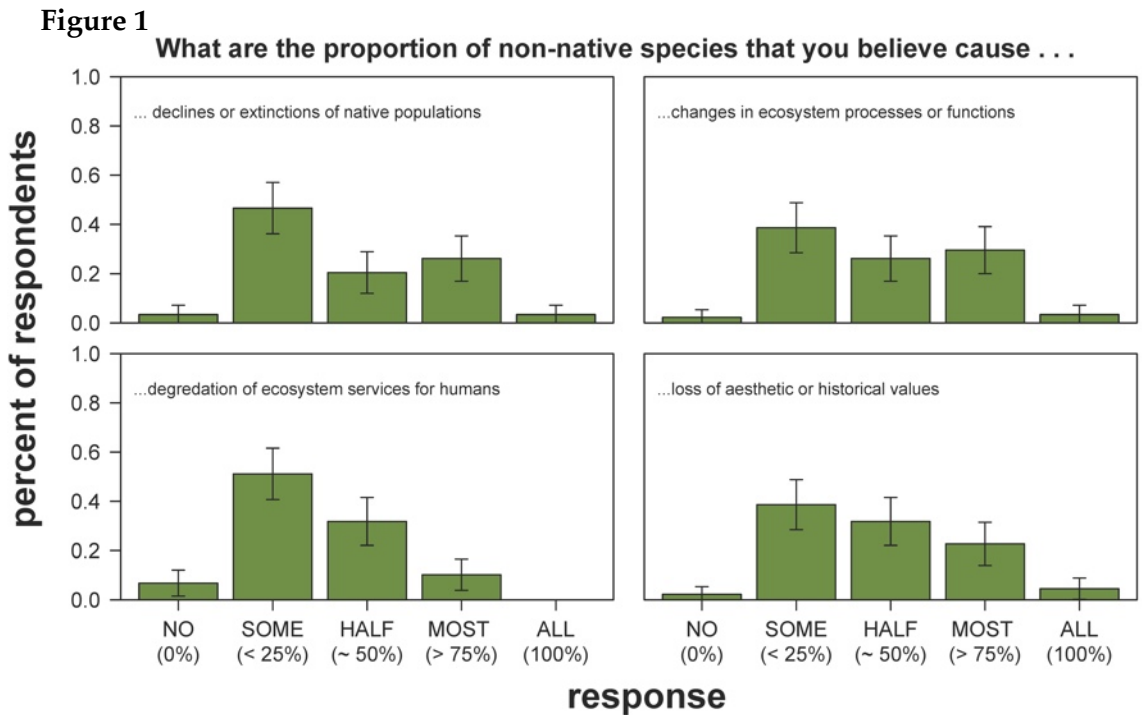 Figure 1
What are the proportion of non-native species that you believe cause . . .
percent of respondents
1.0
0.8
0.6
0.4
0.2
0.0
... declines or extinctions of native populations
...changes in ecosystem processes or functions
1.0
0.8
0.6
0.4
0.2
0.0
...degredation of ecosystem services for humans
...loss of aesthetic or historical values
NO SOME HALF MOST ALL NO SOME HALF MOST ALL
(0%) (< 25%) (~ 50%) (> 75%) (100%) (0%) (< 25%) (~ 50%) (> 75%) (100%)
response